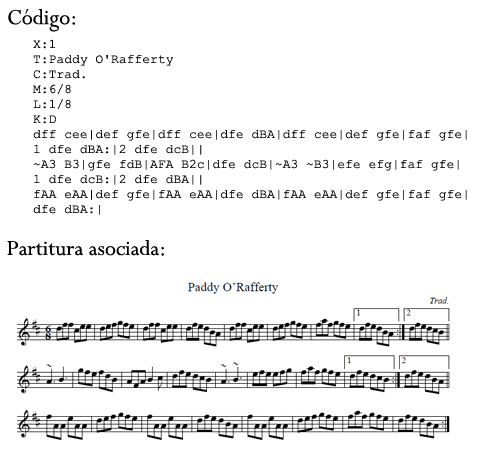 Código:
X:1
T:Paddy O'Rafferty
C:Trad.
M:6/8
L:1/8
K:D
dff cee|def gfe|dff cee|dfe dBA|dff cee|def gfe|faf gfe|
1 dfe dBA:|2 dfe dcB||
~A3 B3|gfe fdB|AFA B2c|dfe dcB|~A3 ~B3|efe efg|faf gfe|
1 dfe dcB:|2 dfe dBA||
fAA eAA|def gfe|fAA eAA|dfe dBA|fAA eAA|def gfe|faf gfe|
dfe dBA:|
Partitura asociada:
Paddy O'Rafferty
Trad.
1 2
6/8
1 2